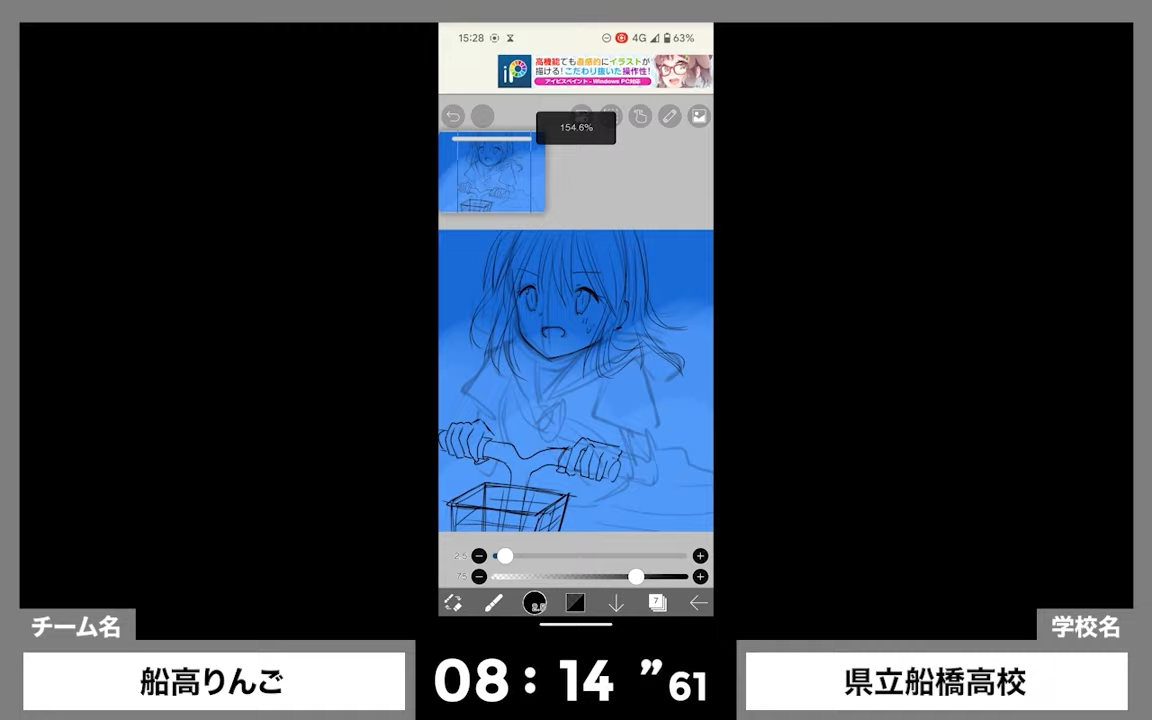 15:28
4G 63%
高機能でも直感的にイラストが
描ける!こだわり抜いた操作性!
アイビスペイント - Windows PC対応
154.6%
2.5
75
2.5
7
チーム名
学校名
船高りんご
08:14"61
県立船橋高校